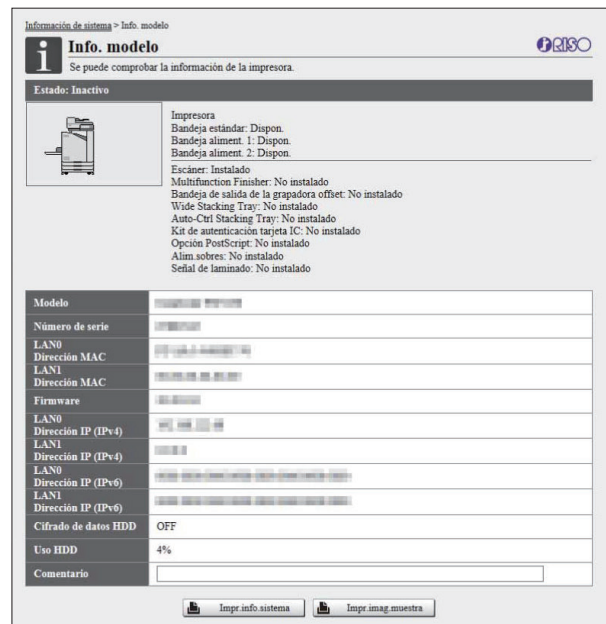 Información de sistema > Info. modelo
Info. modelo
RISO
Se puede comprobar la información de la impresora.
Estado: Inactivo
Impresora
Bandeja estándar: Dispon.
Bandeja aliment. 1: Dispon.
Bandeja aliment. 2: Dispon.
Escáner: Instalado
Multifunction Finisher: No instalado
Bandeja de salida de la grapadora offset: No instalado
Wide Stacking Tray: No instalado
Auto-Ctrl Stacking Tray: No instalado
Kit de autenticación tarjeta IC: No instalado
Opción PostScript: No instalado
Alim.sobres: No instalado
Señal de laminado: No instalado
Modelo
Número de serie
LAN0
Dirección MAC
LAN1
Dirección MAC
Firmware
LAN0
Dirección IP (IPv4)
LAN1
Dirección IP (IPv4)
LAN0
Dirección IP (IPv6)
LAN1
Dirección IP (IPv6)
Cifrado de datos HDD OFF
Uso HDD 4%
Comentario
Impr.info.sistema Impr.imag.muestra